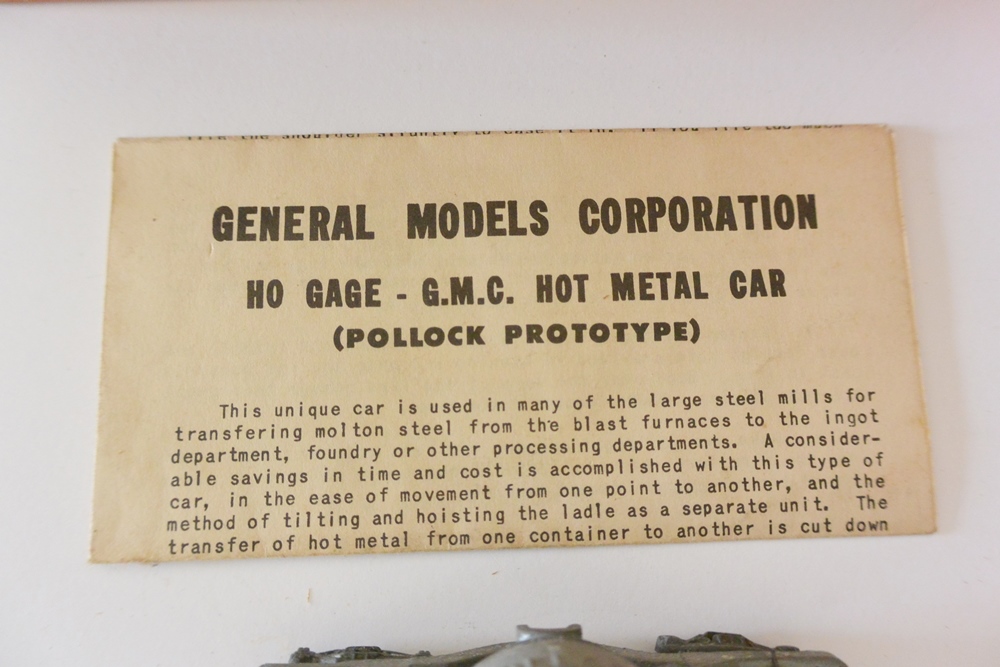 GENERAL MODELS CORPORATION
HO GAGE - G.M.C. HOT METAL CAR
(POLLOCK PROTOTYPE)
This unique car is used in many of the large steel mills for
transfering molton steel from the blast furnaces to the ingot
department, foundry or other processing departments. A consider-
able savings in time and cost is accomplished with this type of
car, in the ease of movement from one point to another, and the
method of tilting and hoisting the ladle as a separate unit. The
transfer of hot metal from one container to another is cut down